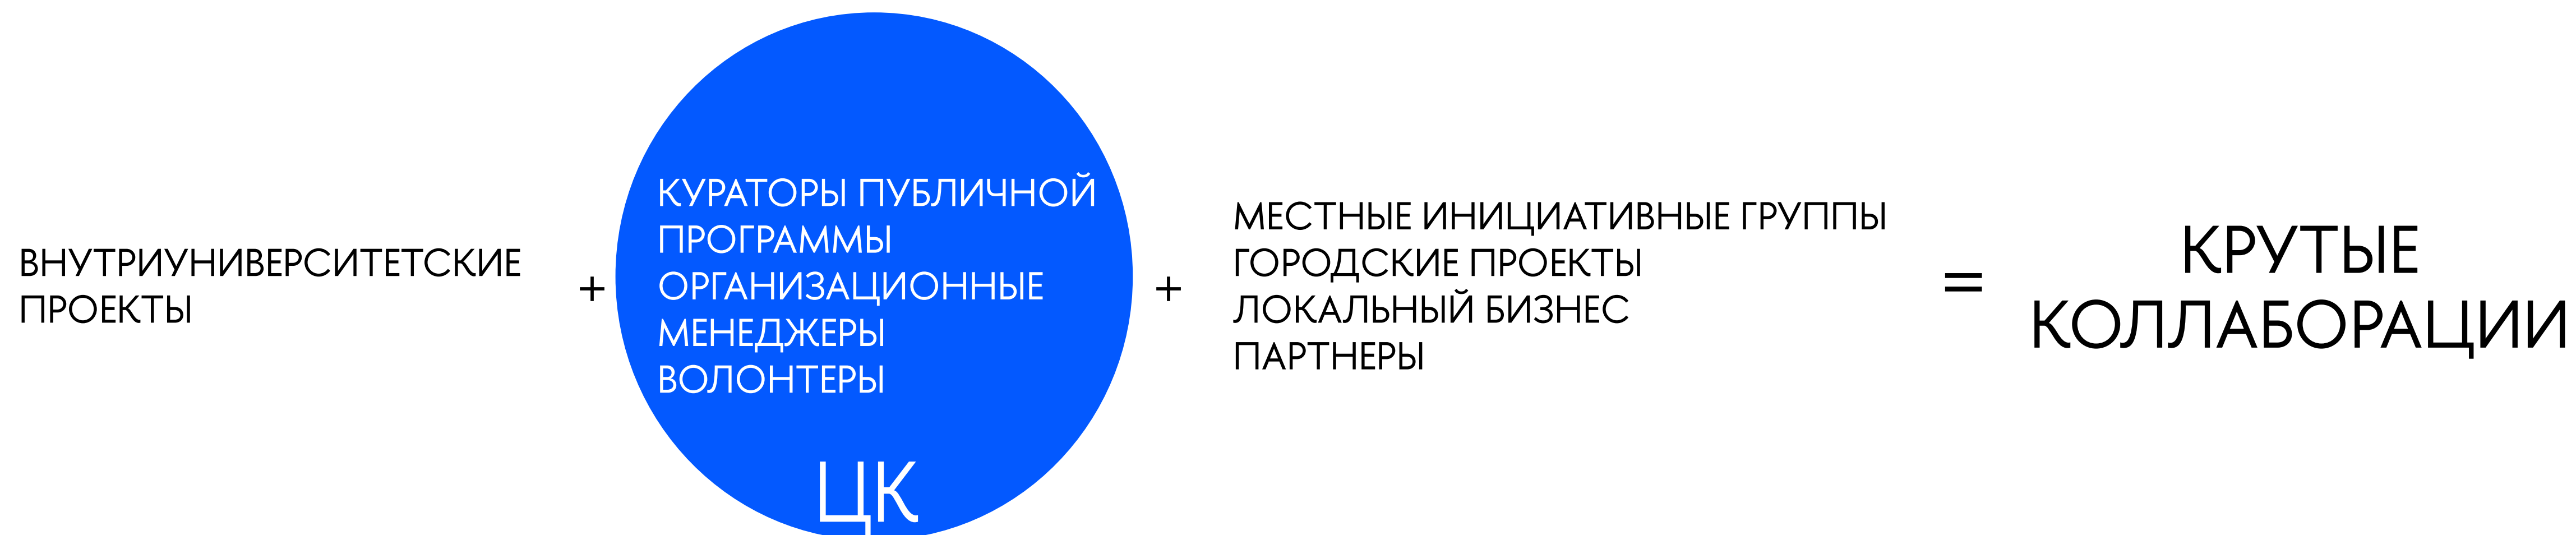 ВНУТРИУНИВЕРСИТЕТСКИЕ
ПРОЕКТЫ
+
КУРАТОРЫ ПУБЛИЧНОЙ
ПРОГРАММЫ
ОРГАНИЗАЦИОННЫЕ
МЕНЕДЖЕРЫ
ВОЛОНТЕРЫ
ЦК
+
МЕСТНЫЕ ИНИЦИАТИВНЫЕ ГРУППЫ
ГОРОДСКИЕ ПРОЕКТЫ
ЛОКАЛЬНЫЙ БИЗНЕС
ПАРТНЕРЫ
=
КРУТЫЕ
КОЛЛАБОРАЦИИ